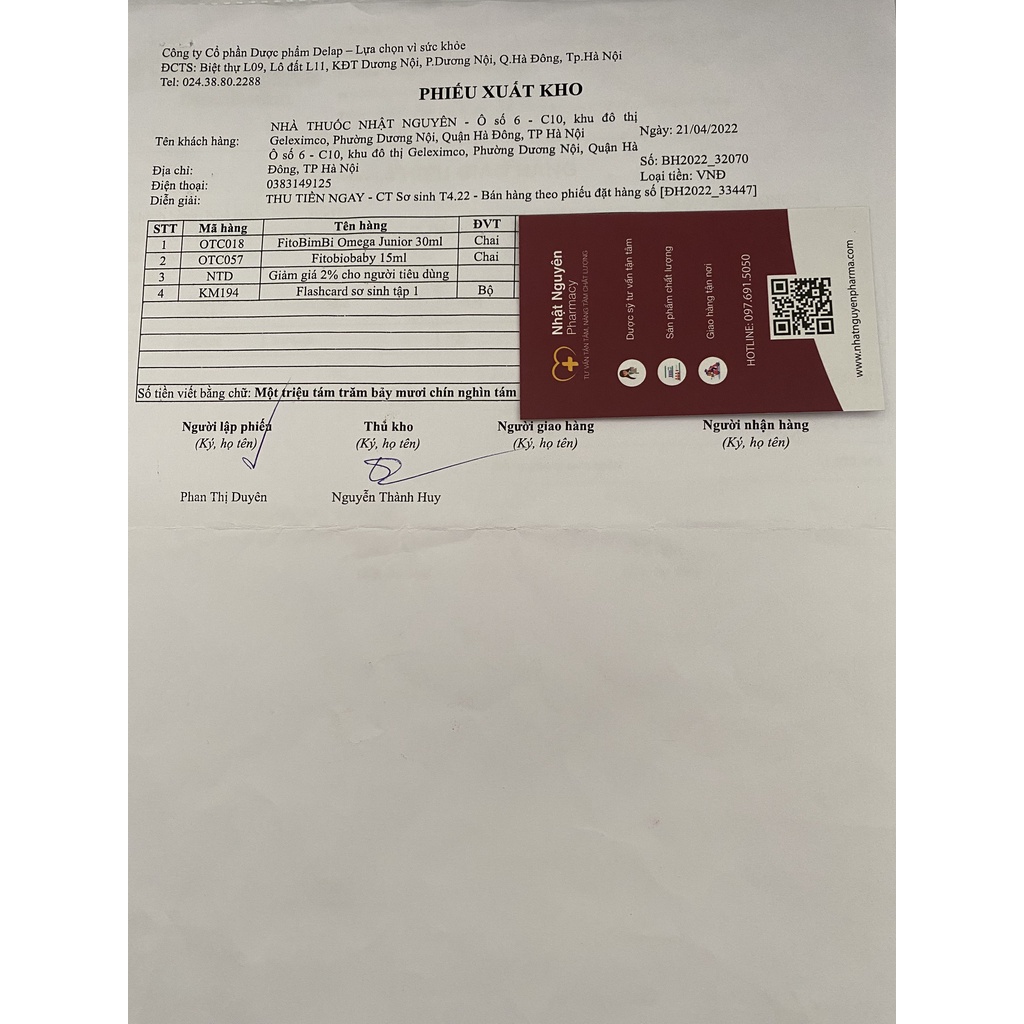 Công ty Cổ phần Dược phẩm Delap – Lựa chọn vì sức khỏe
ĐCTS: Biệt thự L09, Lô đất L11, KĐT Dương Nội, P.Dương Nội, Q.Hà Đông, Tp.Hà Nội
Tel: 024.38.80.2288
PHIẾU XUẤT KHO
Tên khách hàng: NHÀ THUỐC NHẬT NGUYÊN - Ô số 6 - C10, khu đô thị
Geleximco, Phường Dương Nội, Quận Hà Đông, TP Hà Nội
Ngày: 21/04/2022
Địa chỉ: Ô số 6 - C10, khu đô thị Geleximco, Phường Dương Nội, Quận Hà
Đông, TP Hà Nội
Số: BH2022_32070
Điện thoại: 0383149125
Loại tiền: VNĐ
Diễn giải: THU TIỀN NGAY - CT Sơ sinh T4.22 - Bán hàng theo phiếu đặt hàng số [ĐH2022_33447]
STT Mã hàng Tên hàng ĐVT
1 OTC018 FitoBimBi Omega Junior 30ml Chai
2 OTC057 Fitobiobaby 15ml Chai
3 NTD Giảm giá 2% cho người tiêu dùng
4 KM194 Flashcard sơ sinh tập 1 Bộ
Số tiền viết bằng chữ: Một triệu tám trăm bảy mươi chín nghìn tám
Người lập phiếu Thủ kho Người giao hàng Người nhận hàng
(Ký, họ tên) (Ký, họ tên) (Ký, họ tên) (Ký, họ tên)
Phan Thị Duyên Nguyễn Thành Huy
Nhật Nguyên
Pharmacy
TƯ VẤN TẬN TÂM, NÂNG TẦM CHẤT LƯỢNG
Dược sỹ tư vấn tận tâm
Sản phẩm chất lượng
Giao hàng tận nơi
HOTLINE: 097.691.5050
www.nhatnguyenpharma.com